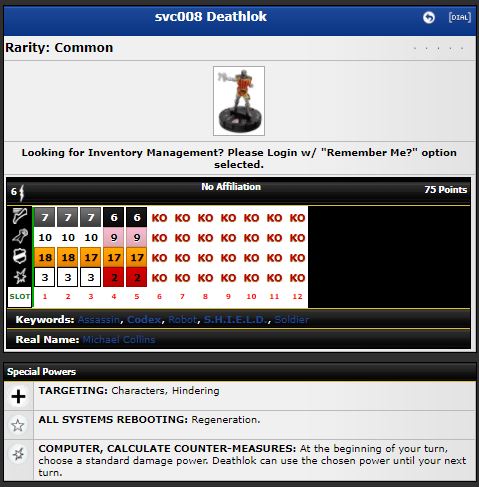 svc008 Deathlok
[DIAL]
Rarity: Common
. . . . .
Looking for Inventory Management? Please Login w/ "Remember Me?" option
selected.
6 No Affiliation 75 Points
7 7 7 6 6 KO KO KO KO KO KO KO
10 10 10 9 9 KO KO KO KO KO KO KO
18 18 17 17 17 KO KO KO KO KO KO KO
3 3 3 2 2 KO KO KO KO KO KO KO
SLOT 1 2 3 4 5 6 7 8 9 10 11 12
Keywords: Assassin, Codex, Robot, S.H.I.E.L.D., Soldier
Real Name: Michael Collins
Special Powers
TARGETING: Characters, Hindering
ALL SYSTEMS REBOOTING: Regeneration.
COMPUTER, CALCULATE COUNTER-MEASURES: At the beginning of your turn,
choose a standard damage power. Deathlok can use the chosen power until your next
turn.